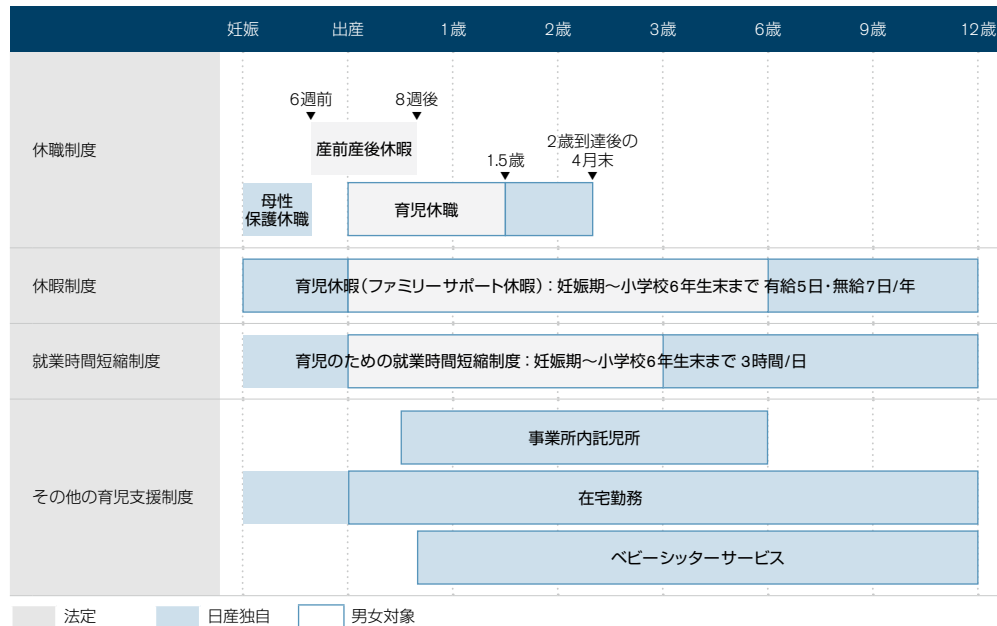 妊娠 出産 1歳 2歳 3歳 6歳 9歳 12歳
休職制度
6週前 8週後
産前産後休暇
1.5歳
2歳到達後の
4月末
母性
保護休職
育児休職
休暇制度
育児休暇(ファミリーサポート休暇):妊娠期〜小学校6年生末まで 有給5日・無給7日/年
就業時間短縮制度
育児のための就業時間短縮制度:妊娠期〜小学校6年生末まで 3時間/日
その他の育児支援制度
事業所内託児所
在宅勤務
ベビーシッターサービス
法定 日産独自 男女対象